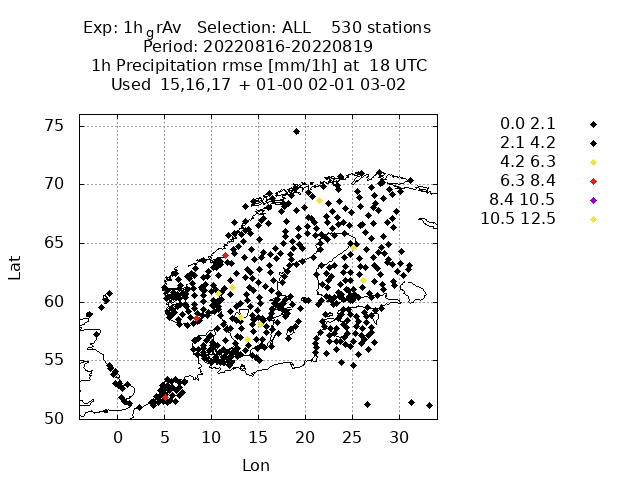 Exp: 1h grAv Selection: ALL 530 stations
Period: 20220816-20220819
1h Precipitation rmse [mm/1h] at 18 UTC
Used 15,16,17 + 01-00 02-01 03-02
75
70
65
60
55
50
Lat
0 5 10 15 20 25 30
Lon
0.0 2.1
2.1 4.2
4.2 6.3
6.3 8.4
8.4 10.5
10.5 12.5